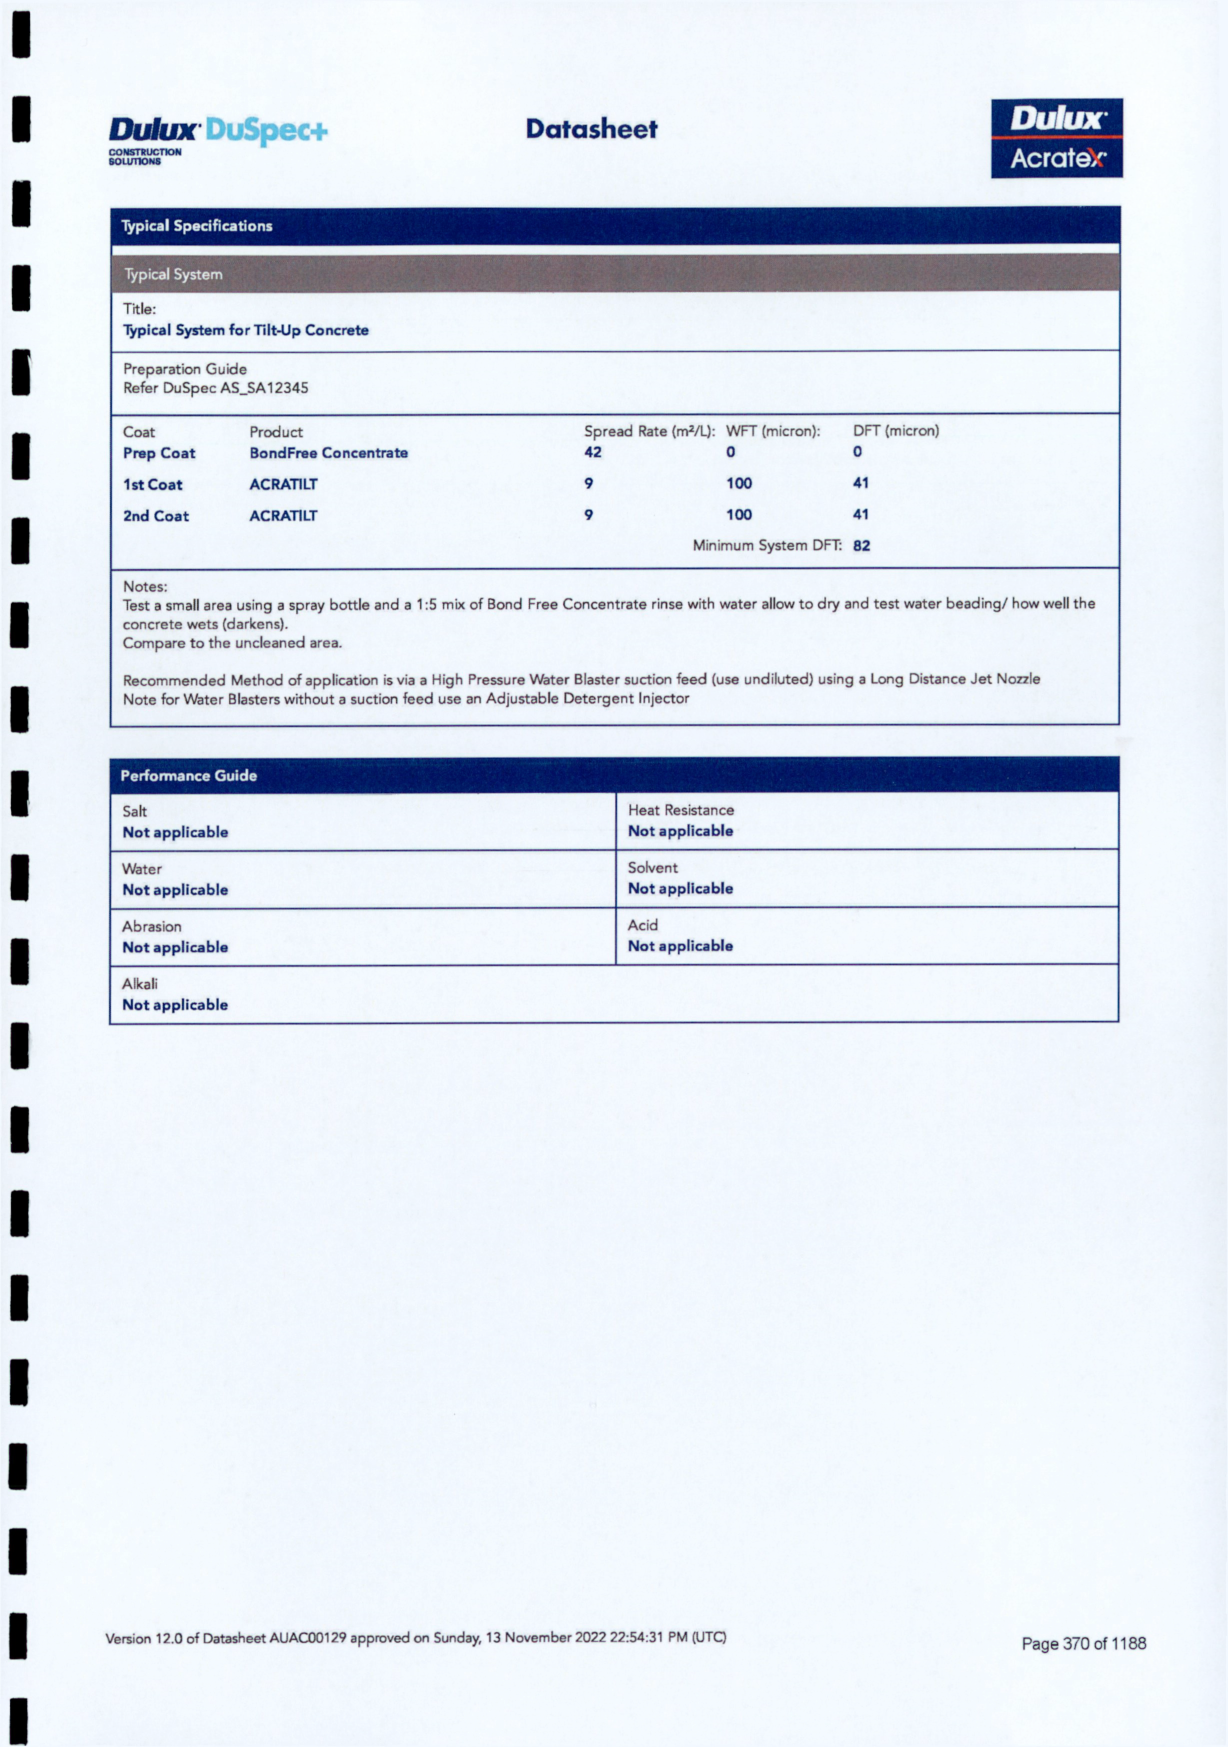 Dulux DuSpec+
CONSTRUCTION
SOLUTIONS
Datasheet
Dulux
Acratex
Typical Specifications
Typical System
Title:
Typical System for Tilt-Up Concrete
Preparation Guide
Refer DuSpec AS_SA12345
Coat Product Spread Rate (m²/L): WFT (micron): DFT (micron)
Prep Coat BondFree Concentrate 42 0 0
1st Coat ACRATILT 9 100 41
2nd Coat ACRATILT 9 100 41
Minimum System DFT: 82
Notes:
Test a small area using a spray bottle and a 1:5 mix of Bond Free Concentrate rinse with water allow to dry and test water beading/ how well the
concrete wets (darkens).
Compare to the uncleaned area.
Recommended Method of application is via a High Pressure Water Blaster suction feed (use undiluted) using a Long Distance Jet Nozzle
Note for Water Blasters without a suction feed use an Adjustable Detergent Injector
Performance Guide
Salt Heat Resistance
Not applicable Not applicable
Water Solvent
Not applicable Not applicable
Abrasion Acid
Not applicable Not applicable
Alkali
Not applicable
Version 12.0 of Datasheet AUAC00129 approved on Sunday, 13 November 2022 22:54:31 PM (UTC)
Page 370 of 1188